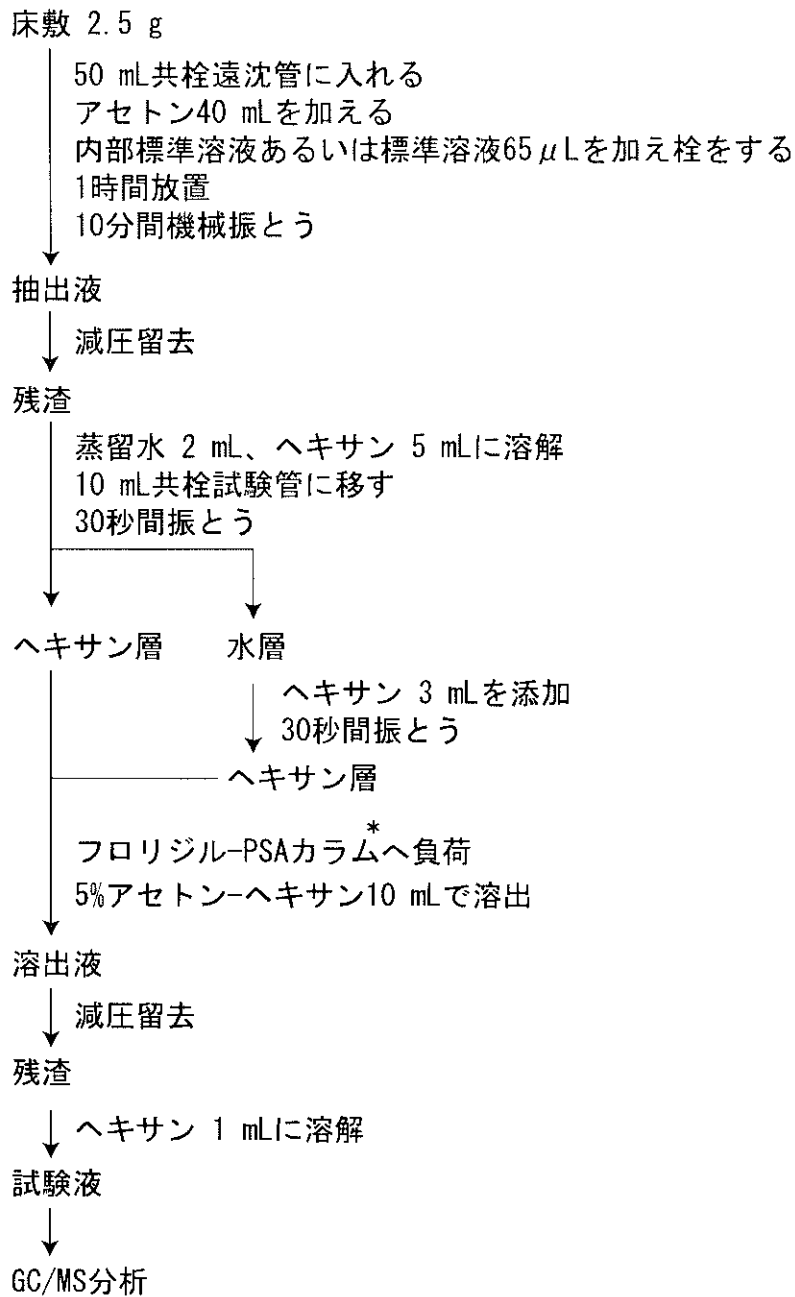 床敷 2.5 g
50 mL共栓遠沈管に入れる
アセトン40 mLを加える
内部標準溶液あるいは標準溶液65μLを加え栓をする
1時間放置
10分間機械振とう
抽出液
減圧留去
残渣
蒸留水 2 mL、ヘキサン 5 mLに溶解
10 mL共栓試験管に移す
30秒間振とう
ヘキサン層 水層
ヘキサン 3 mLを添加
30秒間振とう
ヘキサン層
フロリジル-PSAカラム*へ負荷
5%アセトン-ヘキサン10 mLで溶出
溶出液
減圧留去
残渣
ヘキサン 1 mLに溶解
試験液
GC/MS分析